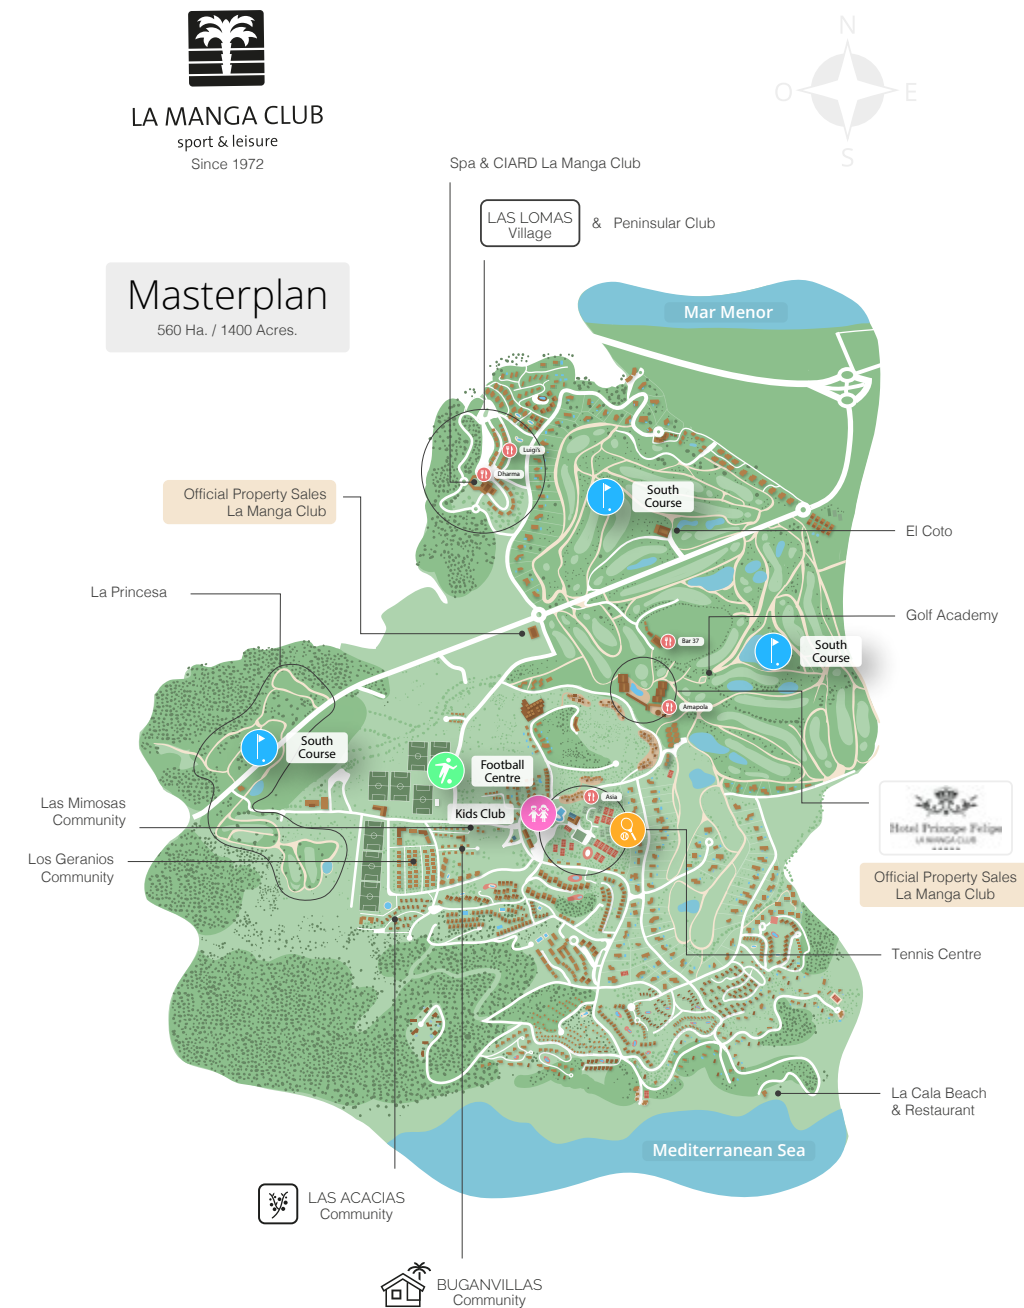 N
O E
S
LA MANGA CLUB
sport & leisure
Since 1972
Spa & CIARD La Manga Club
LAS LOMAS
Village
& Peninsular Club
Masterplan
560 Ha. / 1400 Acres.
Mar Menor
Luigi's
Dharma
Official Property Sales
La Manga Club
South
Course
El Coto
La Princesa
Golf Academy
Bar 37
South
Course
Amapola
South
Course
Football
Centre
Las Mimosas
Community
Kids Club
Asia
Hotel Principe Felipe
LA MANGA CLUB
Los Geranios
Community
Official Property Sales
La Manga Club
Tennis Centre
La Cala Beach
& Restaurant
Mediterranean Sea
LAS ACACIAS
Community
BUGANVILLAS
Community